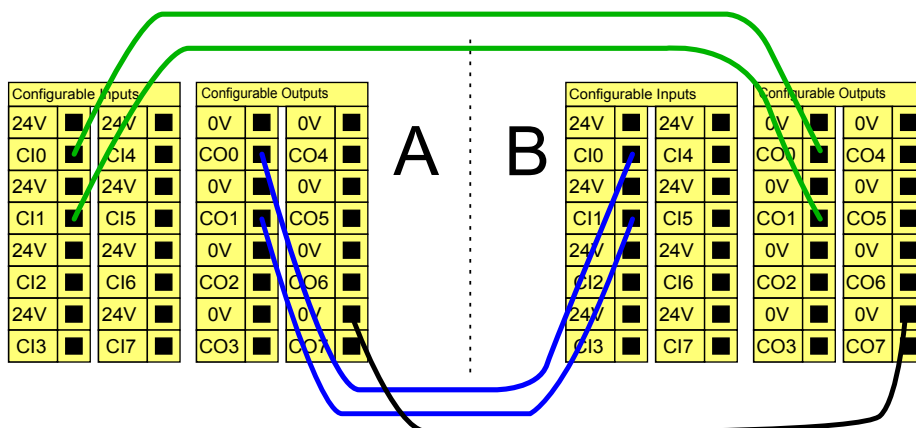 Configurable Inputs
24V 24V
CI0 CI4
24V 24V
CI1 CI5
24V 24V
CI2 CI6
24V 24V
CI3 CI7
Configurable Outputs
0V 0V
CO0 CO4
0V 0V
CO1 CO5
0V 0V
CO2 CO6
0V 0V
CO3 CO7
A
B
Configurable Inputs
24V 24V
CI0 CI4
24V 24V
CI1 CI5
24V 24V
CI2 CI6
24V 24V
CI3 CI7
Configurable Outputs
0V 0V
CO0 CO4
0V 0V
CO1 CO5
0V 0V
CO2 CO6
0V 0V
CO3 CO7